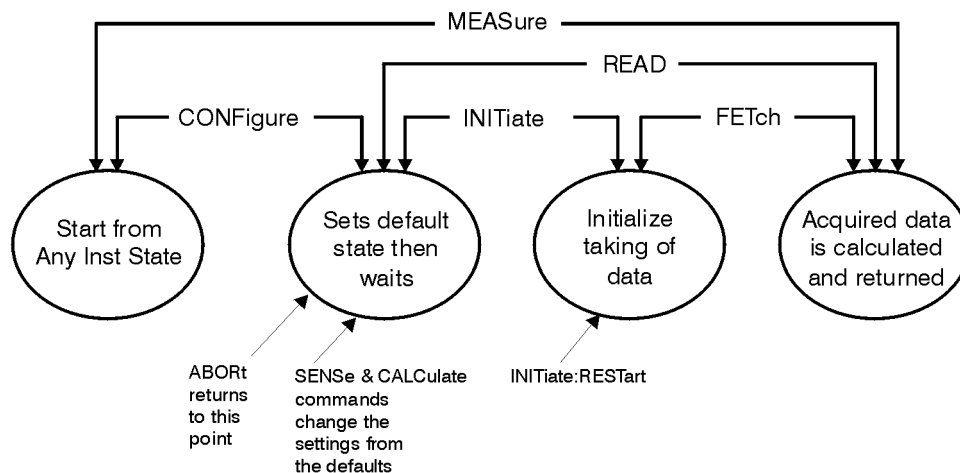 MEASure
READ
CONFigure
INITiate
FETch
Start from
Any Inst State
Sets default
state then
waits
Initialize
taking of
data
Acquired data
is calculated
and returned
ABORt
returns
to this
point
SENSe & CALCulate
commands
change the
settings from
the defaults
INITiate:RESTart